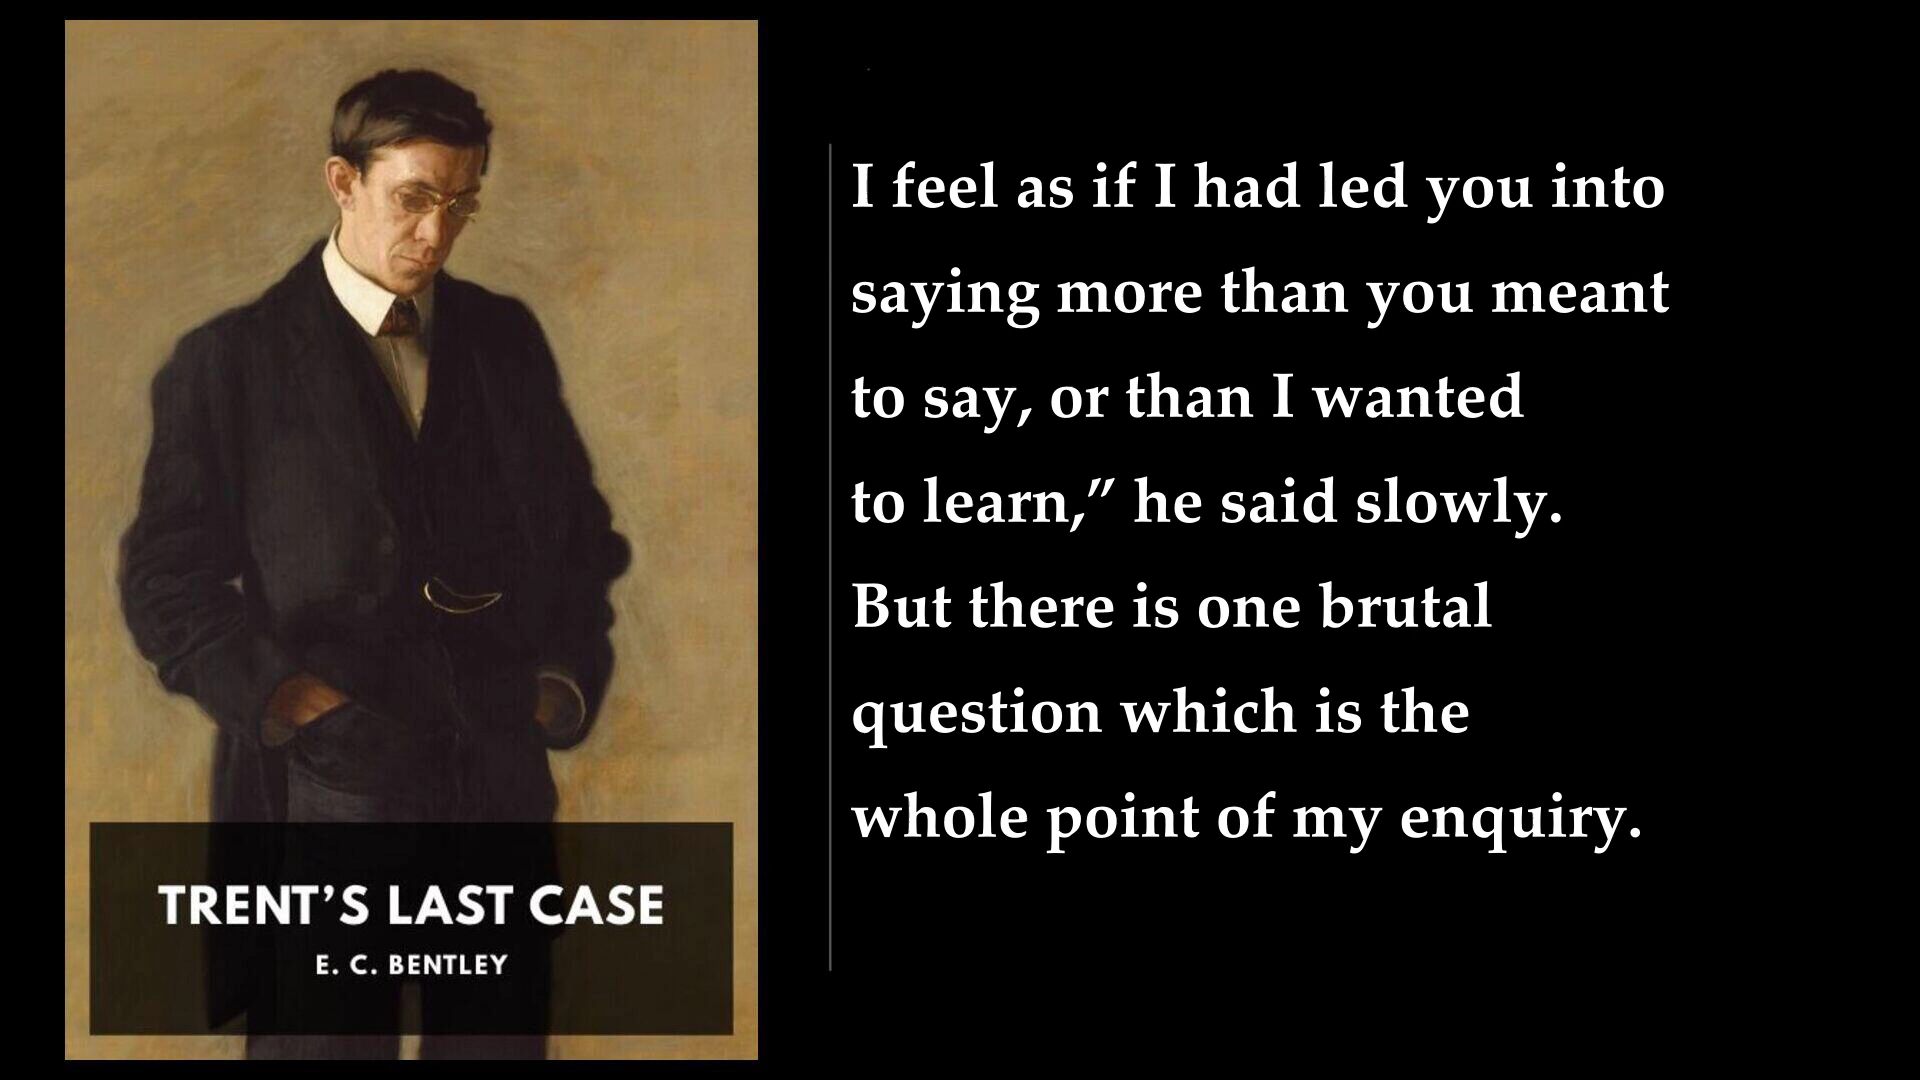 TRENT’S LAST CASE
E. C. BENTLEY
I feel as if I had led you into
saying more than you meant
to say, or than I wanted
to learn,” he said slowly.
But there is one brutal
question which is the
whole point of my enquiry.